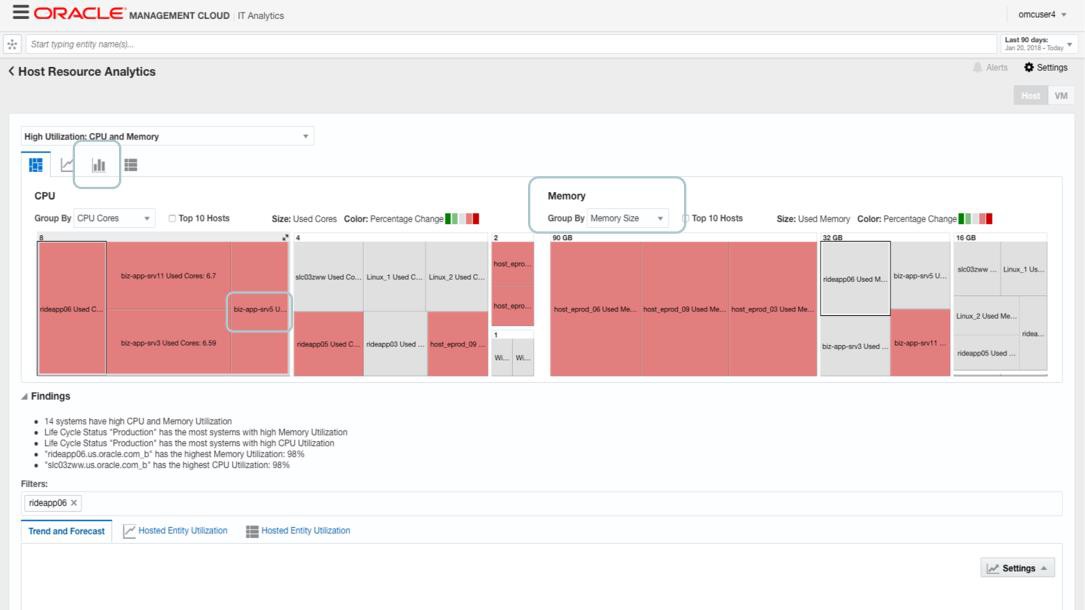 ORACLE MANAGEMENT CLOUD | IT Analytics
omcuser4
Start typing entity name(s)...
Last 90 days:
Jan 20, 2018 - Today
Host Resource Analytics
Alerts
Settings
Host
VM
High Utilization: CPU and Memory
CPU
Group By CPU Cores
Top 10 Hosts
Size: Used Cores Color: Percentage Change
Memory
Group By Memory Size
Top 10 Hosts
Size: Used Memory Color: Percentage Change
8
rideapp06 Used C...
biz-app-srv11 Used Cores: 6.7
biz-app-srv3 Used Cores: 6.59
biz-app-srv5 U...
4
slc03zww Used Co...
Linux_1 Used C...
Linux_2 Used C...
rideapp05 Used C...
rideapp03 Used ...
host_eprod_09 ...
2
host_epro...
host_epro...
1
Wi...
Wi...
90 GB
host_eprod_06 Used Me...
host_eprod_09 Used Me...
host_eprod_03 Used Me...
32 GB
rideapp06 Used M...
biz-app-srv5 U...
biz-app-srv3 Used ...
biz-app-srv11 ...
16 GB
slc03zww ...
Linux_1 Us...
Linux_2 Used Me...
ridea...
rideapp05 Used ...
Findings
14 systems have high CPU and Memory Utilization
Life Cycle Status "Production" has the most systems with high Memory Utilization
Life Cycle Status "Production" has the most systems with high CPU Utilization
"rideapp06.us.oracle.com_b" has the highest Memory Utilization: 98%
"slc03zww.us.oracle.com_b" has the highest CPU Utilization: 98%
Filters:
rideapp06
Trend and Forecast
Hosted Entity Utilization
Hosted Entity Utilization
Settings